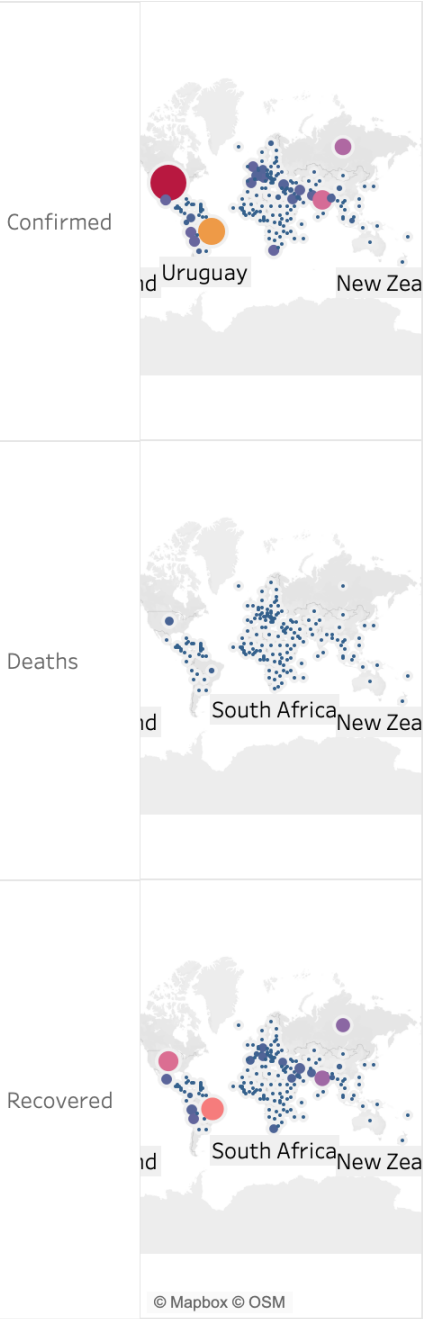 Confirmed
nd Uruguay New Zea
Deaths
South Africa
nd New Zea
Recovered
South Africa
nd New Zea
© Mapbox © OSM